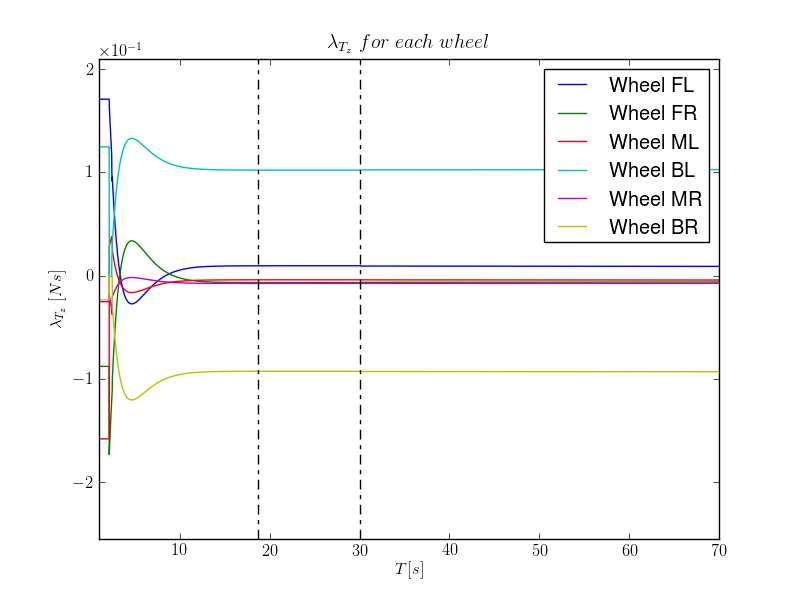 λ_{T_z} for each wheel
×10⁻¹
2
1
0
−1
−2
λ_{T_z} [Ns]
Wheel FL
Wheel FR
Wheel ML
Wheel BL
Wheel MR
Wheel BR
10 20 30 40 50 60 70
T[s]